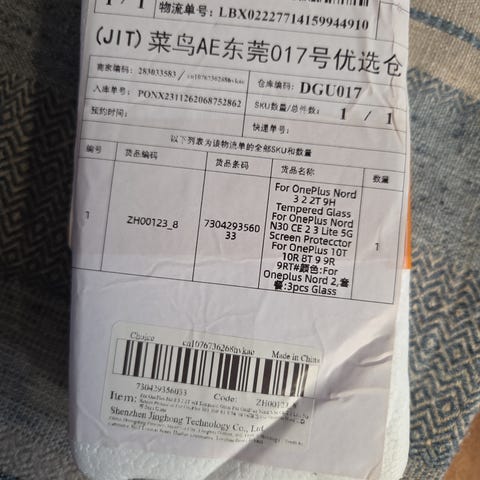 1 / 1 物流单号: LBX02227714159944910
(JIT) 菜鸟AE东莞017号优选仓
商家编码: 283033583 / cn1076736268hvkae 仓库编码: DGU017
入库单号: PONX2311262068752862 SKU数量/总件数: 1 / 1
预约时间: 快递单号:
以下列表为该物流单的全部SKU和数量
编号 货品编码 货品条码 货品名称 数量
1 ZH00123_8 7304293560
33
For OnePlus Nord
3 2 2T 9H
Tempered Glass
For OnePlus Nord
N30 CE 2 3 Lite 5G
Screen Protecctor
For OnePlus 10T
10R 8T 9 9R
9RT#颜色:For
Oneplus Nord 2,套
餐:3pcs Glass
1
Choice cn1076736268hvkae Made in China
730429356033 Code: ZH00123_8
Item:
Shenzhen Jinghong Technology Co., Ltd